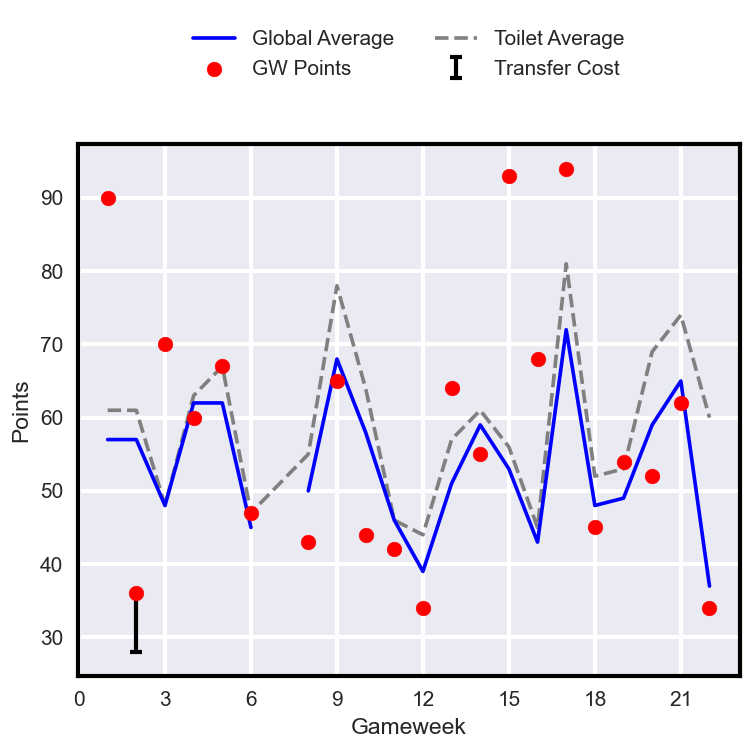 Global Average
Toilet Average
GW Points
Transfer Cost
90
80
70
60
50
40
30
Points
0 3 6 9 12 15 18 21
Gameweek